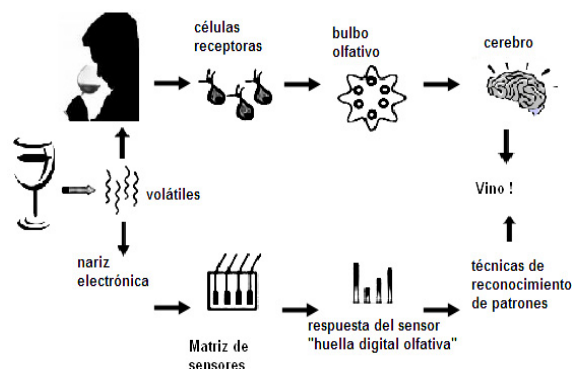 células
receptoras
bulbo
olfativo
cerebro
volátiles
Vino !
nariz
electrónica
Matriz de
sensores
respuesta del sensor
"huella digital olfativa"
técnicas de
reconocimiento
de patrones